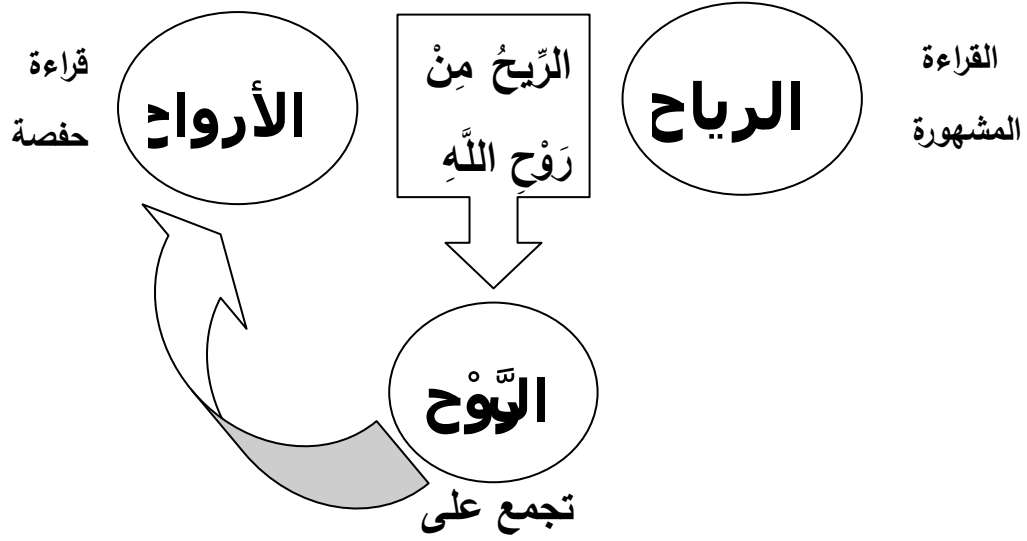 القراءة
المشهورة
الرياح
الرِّيحُ مِنْ
رَوْحِ اللَّهِ
الأرواح
قراءة
حفصة
الرَّوْح
تجمع على